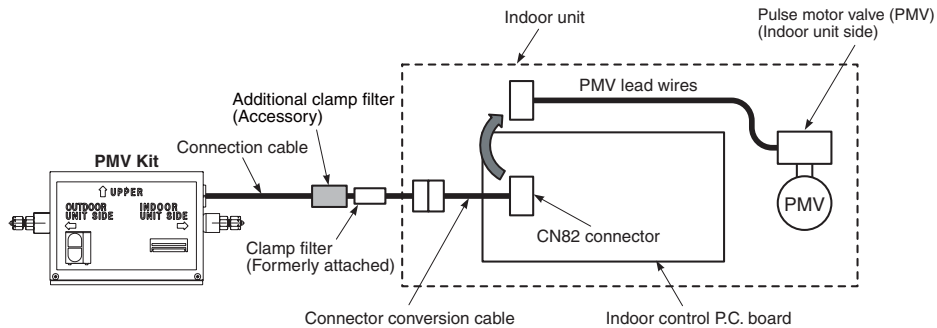 Indoor unit
Pulse motor valve (PMV)
(Indoor unit side)
PMV lead wires
Additional clamp filter
(Accessory)
Connection cable
PMV Kit
UPPER
OUTDOOR
UNIT SIDE
INDOOR
UNIT SIDE
Clamp filter
(Formerly attached)
CN82 connector
PMV
Connector conversion cable
Indoor control P.C. board